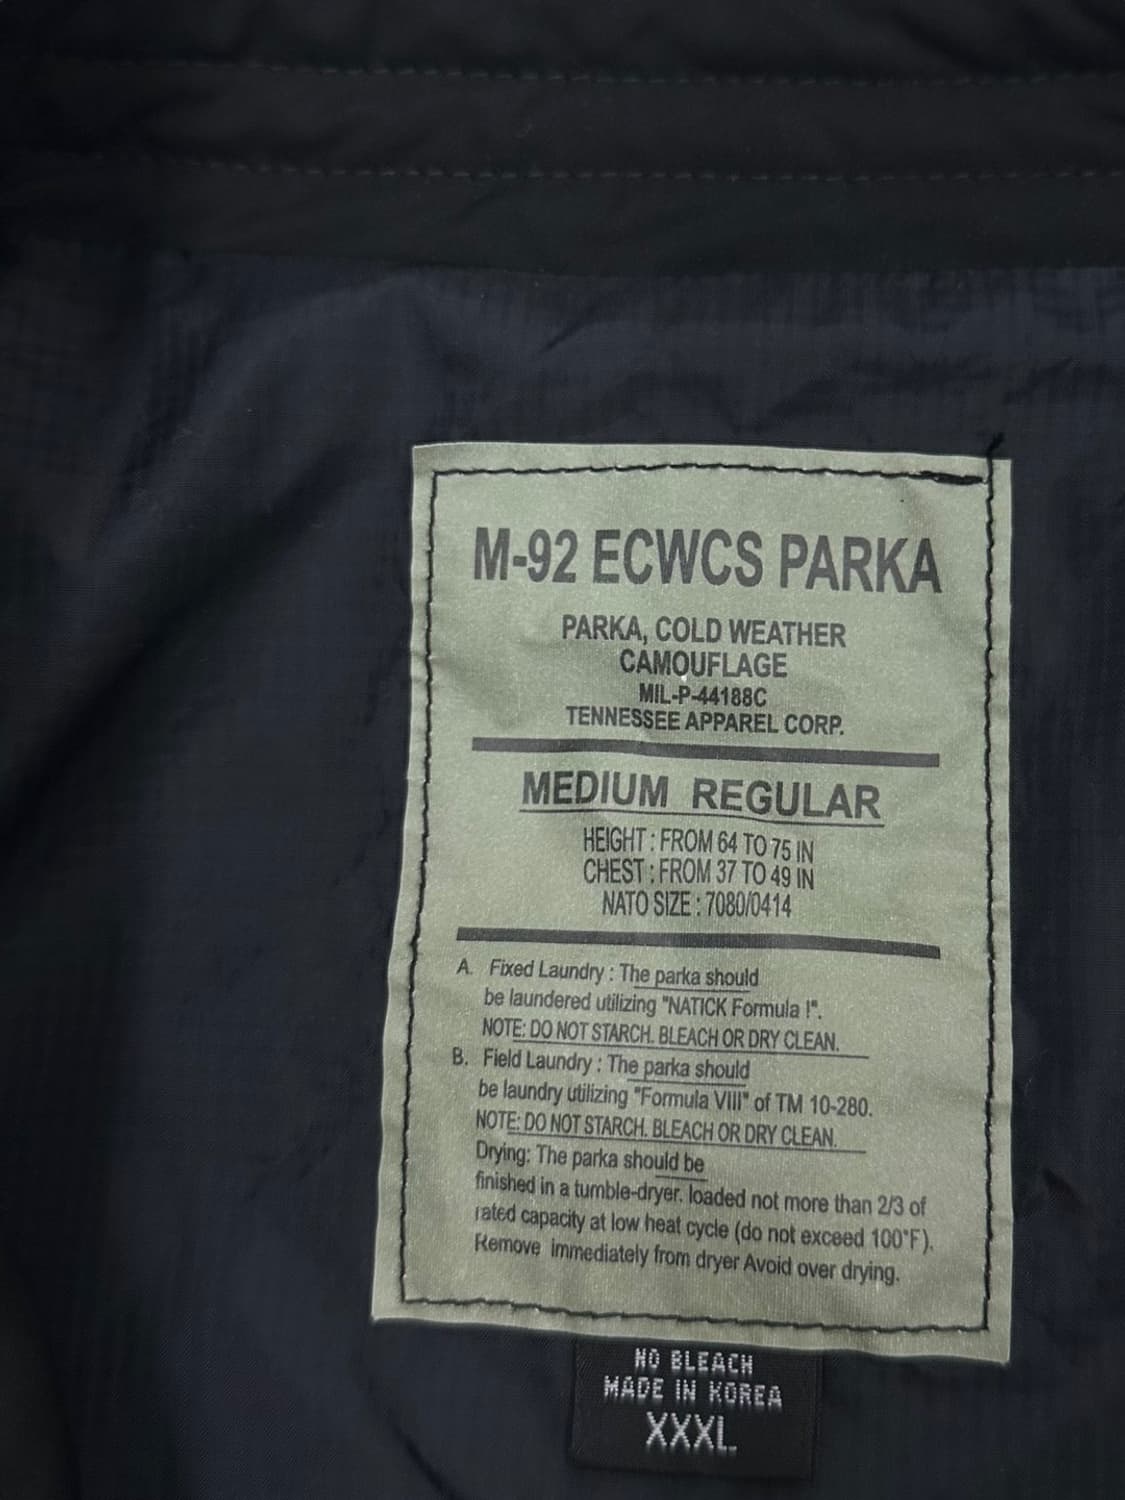 M-92 ECWCS PARKA
PARKA, COLD WEATHER
CAMOUFLAGE
MIL-P-44188C
TENNESSEE APPAREL CORP.
MEDIUM REGULAR
HEIGHT : FROM 64 TO 75 IN
CHEST : FROM 37 TO 49 IN
NATO SIZE : 7080/0414
A. Fixed Laundry : The parka should
be laundered utilizing "NATICK Formula I".
NOTE: DO NOT STARCH. BLEACH OR DRY CLEAN.
B. Field Laundry : The parka should
be laundry utilizing "Formula VIII" of TM 10-280.
NOTE: DO NOT STARCH. BLEACH OR DRY CLEAN.
Drying: The parka should be
finished in a tumble-dryer. loaded not more than 2/3 of
rated capacity at low heat cycle (do not exceed 100°F).
Remove immediately from dryer Avoid over drying.
NO BLEACH
MADE IN KOREA
XXXL